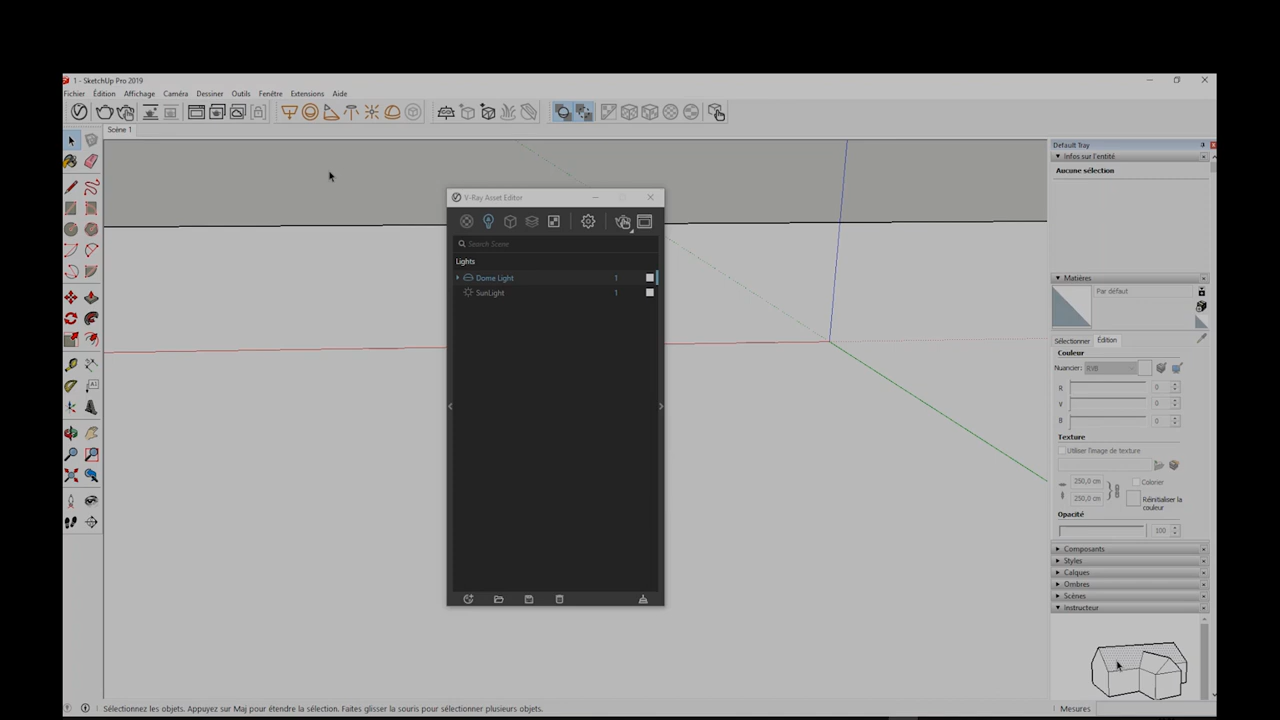 1 - SketchUp Pro 2019
Fichier Édition Affichage Caméra Dessiner Outils Fenêtre Extensions Aide
Scène 1
Default Tray
Infos sur l'entité
Aucune sélection
V-Ray Asset Editor
Search Scene
Lights
Dome Light 1
SunLight 1
Matières
Par défaut
Sélectionner Édition
Couleur
Nuancier: RVB
R 0
V 0
B 0
Texture
Utiliser l'image de texture
250,0 cm
Coloriser
250,0 cm
Réinitialiser la
couleur
Opacité
100
Composants
Styles
Calques
Ombres
Scènes
Instructeur
Sélectionnez les objets. Appuyez sur Maj pour étendre la sélection. Faites glisser la souris pour sélectionner plusieurs objets.
Mesures